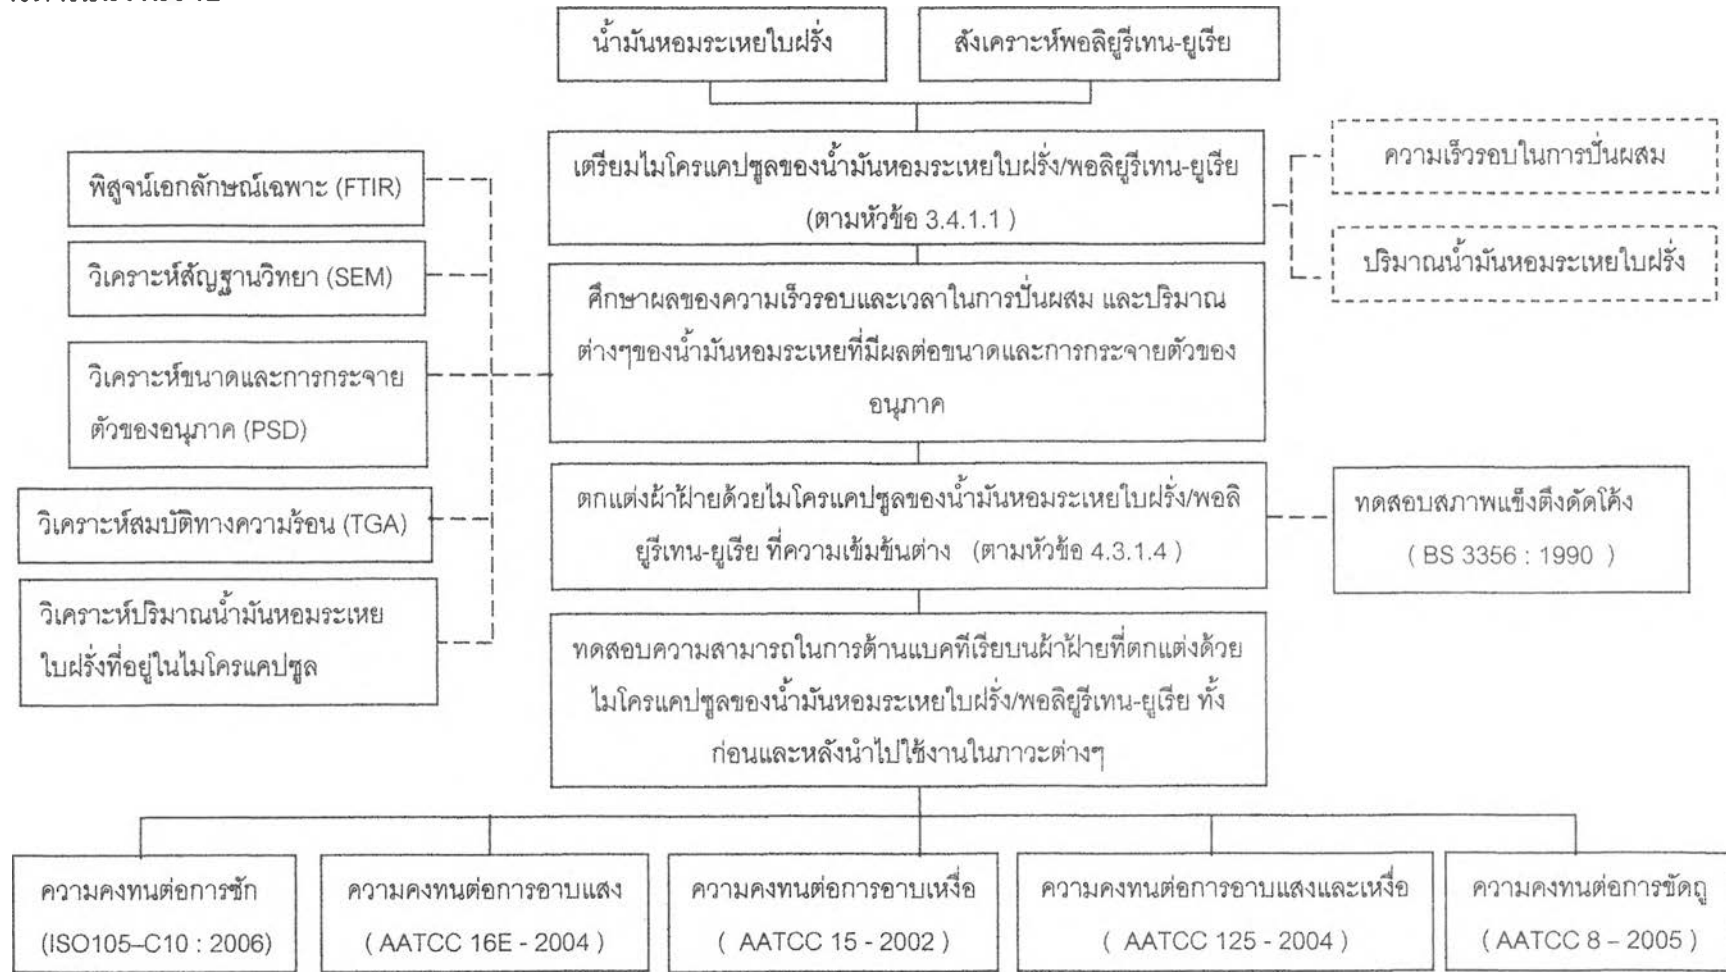 น้ำมันหอมระเหยใบฝรั่ง
สังเคราะห์พอลิยูรีเทน-ยูเรีย
เตรียมไมโครแคปซูลของน้ำมันหอมระเหยใบฝรั่ง/พอลิยูรีเทน-ยูเรีย
(ตามหัวข้อ 3.4.1.1 )
ความเร็วรอบในการปั่นผสม
ปริมาณน้ำมันหอมระเหยใบฝรั่ง
พิสูจน์เอกลักษณ์เฉพาะ (FTIR)
วิเคราะห์สัญฐานวิทยา (SEM)
วิเคราะห์ขนาดและการกระจาย
ตัวของอนุภาค (PSD)
วิเคราะห์สมบัติทางความร้อน (TGA)
วิเคราะห์ปริมาณน้ำมันหอมระเหย
ใบฝรั่งที่อยู่ในไมโครแคปซูล
ศึกษาผลของความเร็วรอบและเวลาในการปั่นผสม และปริมาณ
ต่างๆของน้ำมันหอมระเหยที่มีผลต่อขนาดและการกระจายตัวของ
อนุภาค
ตกแต่งผ้าฝ้ายด้วยไมโครแคปซูลของน้ำมันหอมระเหยใบฝรั่ง/พอลิ
ยูรีเทน-ยูเรีย ที่ความเข้มข้นต่าง (ตามหัวข้อ 4.3.1.4 )
ทดสอบสภาพแข็งตึงดัดโค้ง
( BS 3356 : 1990 )
ทดสอบความสามารถในการต้านแบคทีเรียบนผ้าฝ้ายที่ตกแต่งด้วย
ไมโครแคปซูลของน้ำมันหอมระเหยใบฝรั่ง/พอลิยูรีเทน-ยูเรีย ทั้ง
ก่อนและหลังนำไปใช้งานในภาวะต่างๆ
ความคงทนต่อการซัก
(ISO105–C10 : 2006)
ความคงทนต่อการอาบแสง
( AATCC 16E - 2004 )
ความคงทนต่อการอาบเหงื่อ
( AATCC 15 - 2002 )
ความคงทนต่อการอาบแสงและเหงื่อ
( AATCC 125 - 2004 )
ความคงทนต่อการขัดถู
( AATCC 8 – 2005 )